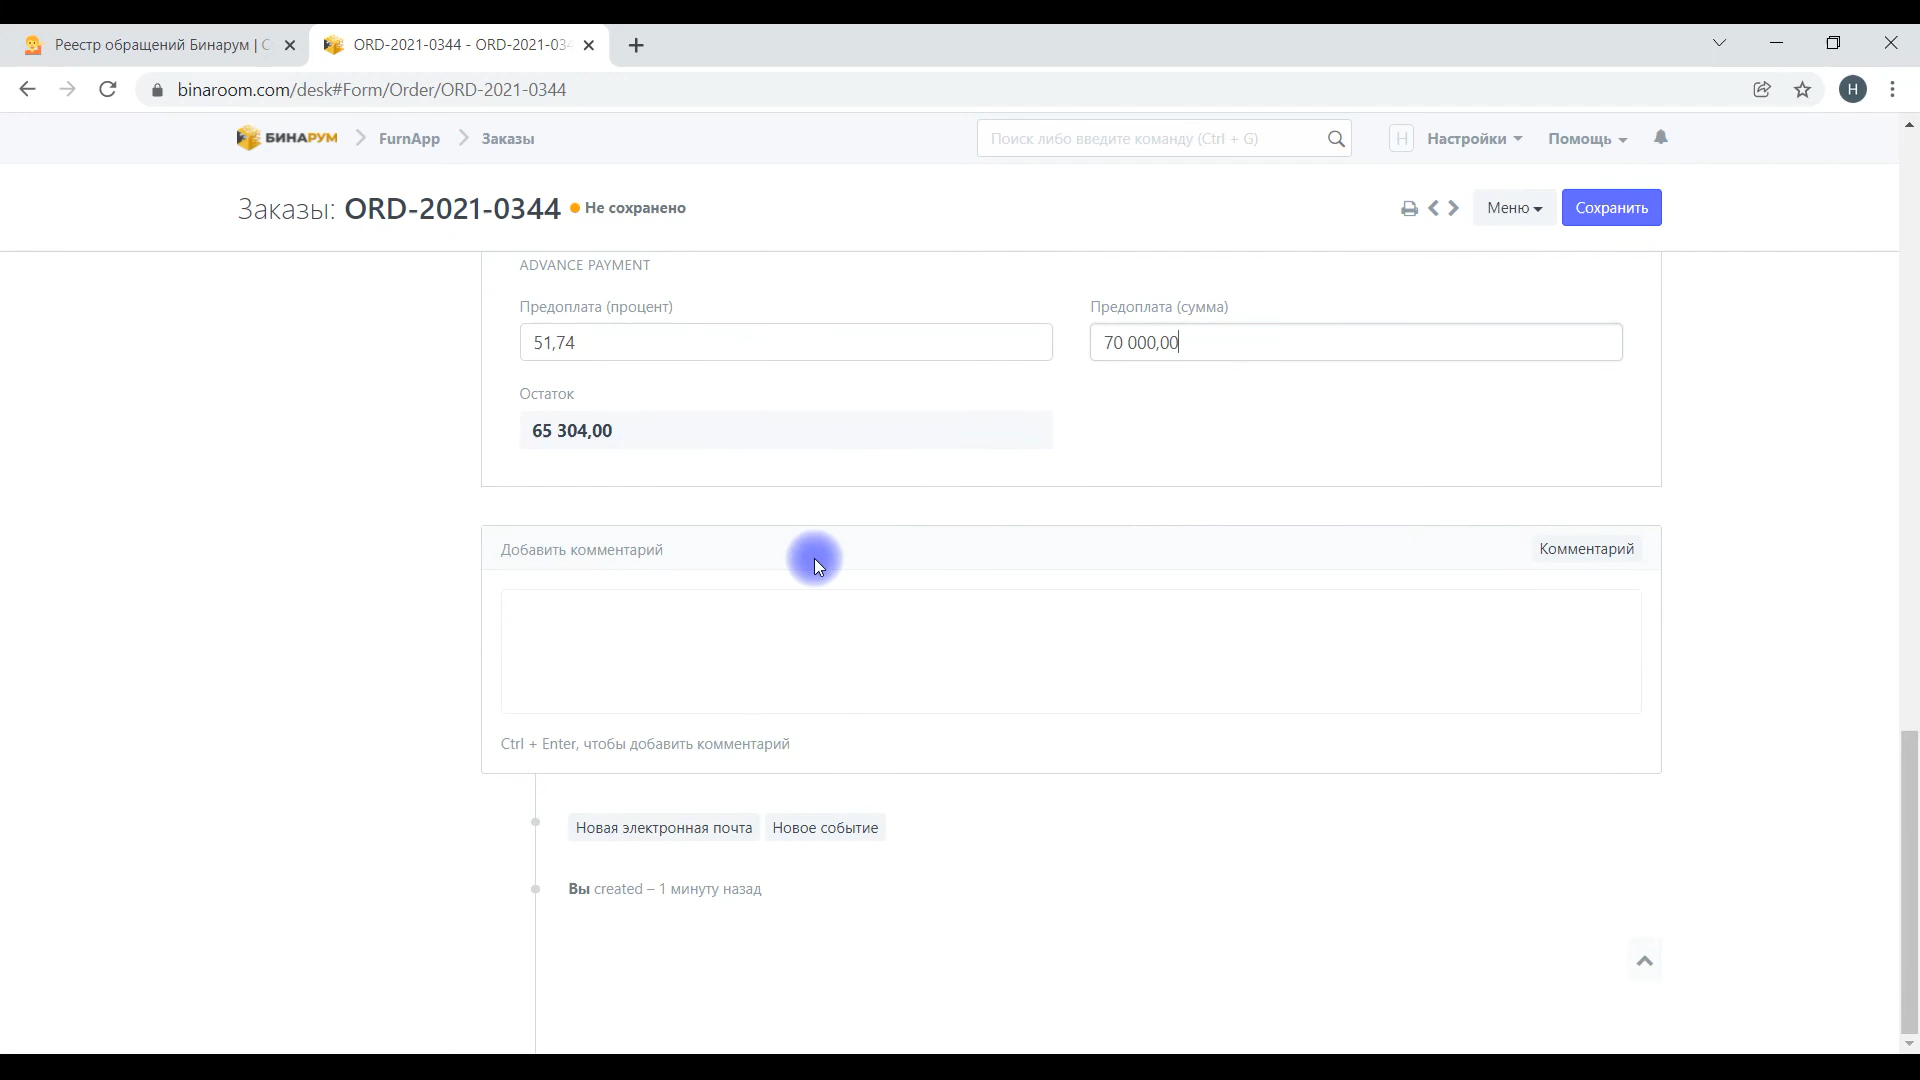 Реестр обращений Бинарум | С
ORD-2021-0344 - ORD-2021-034
binaroom.com/desk#Form/Order/ORD-2021-0344
H
БИНАРУМ
FurnApp
Заказы
Поиск либо введите команду (Ctrl + G)
H
Настройки
Помощь
Заказы: ORD-2021-0344
Не сохранено
Меню
Сохранить
ADVANCE PAYMENT
Предоплата (процент)
Предоплата (сумма)
51,74
70 000,00
Остаток
65 304,00
Добавить комментарий
Комментарий
Ctrl + Enter, чтобы добавить комментарий
Новая электронная почта
Новое событие
Вы created – 1 минуту назад